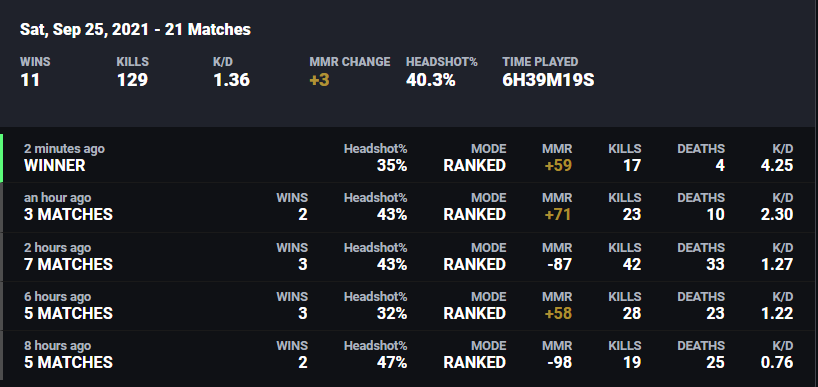 Sat, Sep 25, 2021 - 21 Matches
WINS KILLS K/D MMR CHANGE HEADSHOT% TIME PLAYED
11 129 1.36 +3 40.3% 6H39M19S
2 minutes ago Headshot% MODE MMR KILLS DEATHS K/D
WINNER 35% RANKED +59 17 4 4.25
an hour ago WINS Headshot% MODE MMR KILLS DEATHS K/D
3 MATCHES 2 43% RANKED +71 23 10 2.30
2 hours ago WINS Headshot% MODE MMR KILLS DEATHS K/D
7 MATCHES 3 43% RANKED -87 42 33 1.27
6 hours ago WINS Headshot% MODE MMR KILLS DEATHS K/D
5 MATCHES 3 32% RANKED +58 28 23 1.22
8 hours ago WINS Headshot% MODE MMR KILLS DEATHS K/D
5 MATCHES 2 47% RANKED -98 19 25 0.76